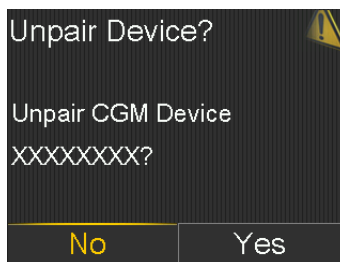 Unpair Device?
Unpair CGM Device
XXXXXXXX?
No
Yes